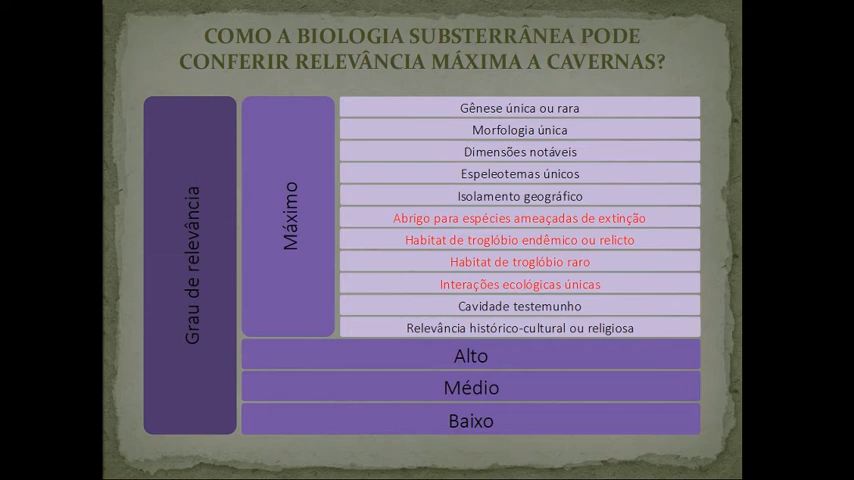 COMO A BIOLOGIA SUBSTERRÂNEA PODE
CONFERIR RELEVÂNCIA MÁXIMA A CAVERNAS?
Grau de relevância
Máximo
Gênese única ou rara
Morfologia única
Dimensões notáveis
Espeleotemas únicos
Isolamento geográfico
Abrigo para espécies ameaçadas de extinção
Habitat de troglóbio endêmico ou relicto
Habitat de troglóbio raro
Interações ecológicas únicas
Cavidade testemunho
Relevância histórico-cultural ou religiosa
Alto
Médio
Baixo